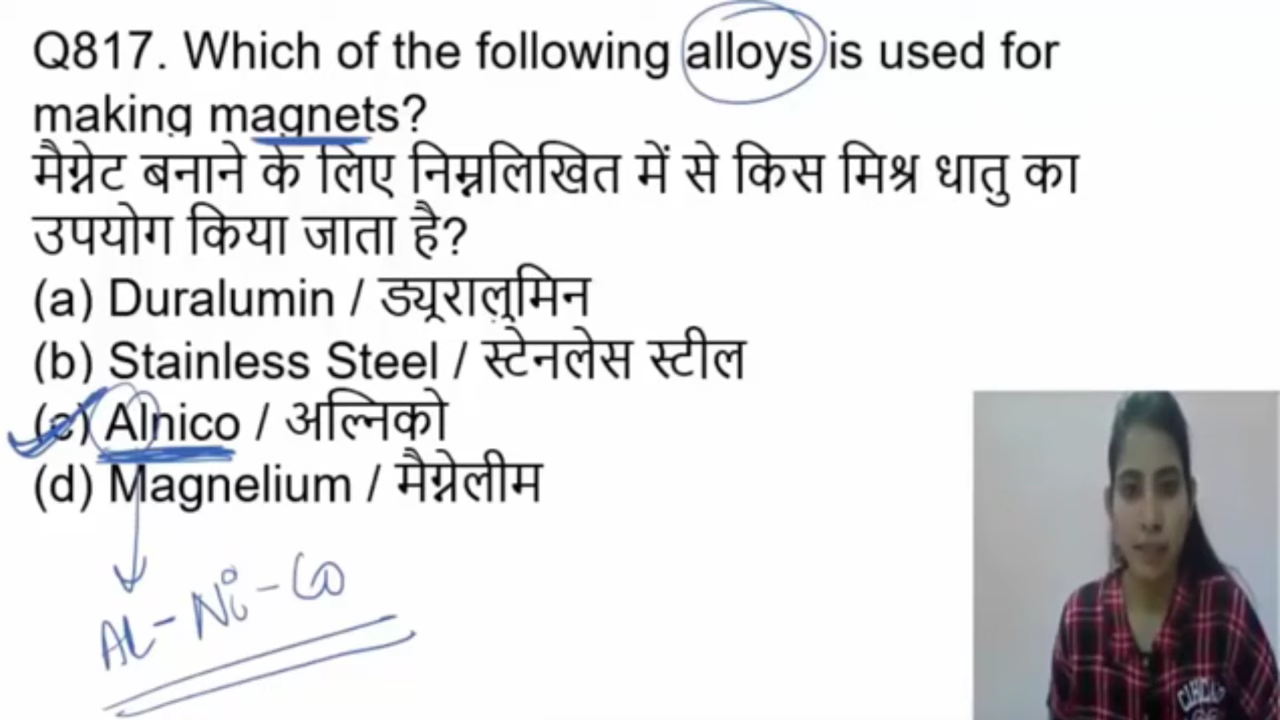 Q817. Which of the following alloys is used for
making magnets?
मैग्नेट बनाने के लिए निम्नलिखित में से किस मिश्र धातु का
उपयोग किया जाता है?
(a) Duralumin / ड्यूरालुमिन
(b) Stainless Steel / स्टेनलेस स्टील
(c) Alnico / अल्निको
(d) Magnelium / मैग्नेलीम
Al-Ni-Co